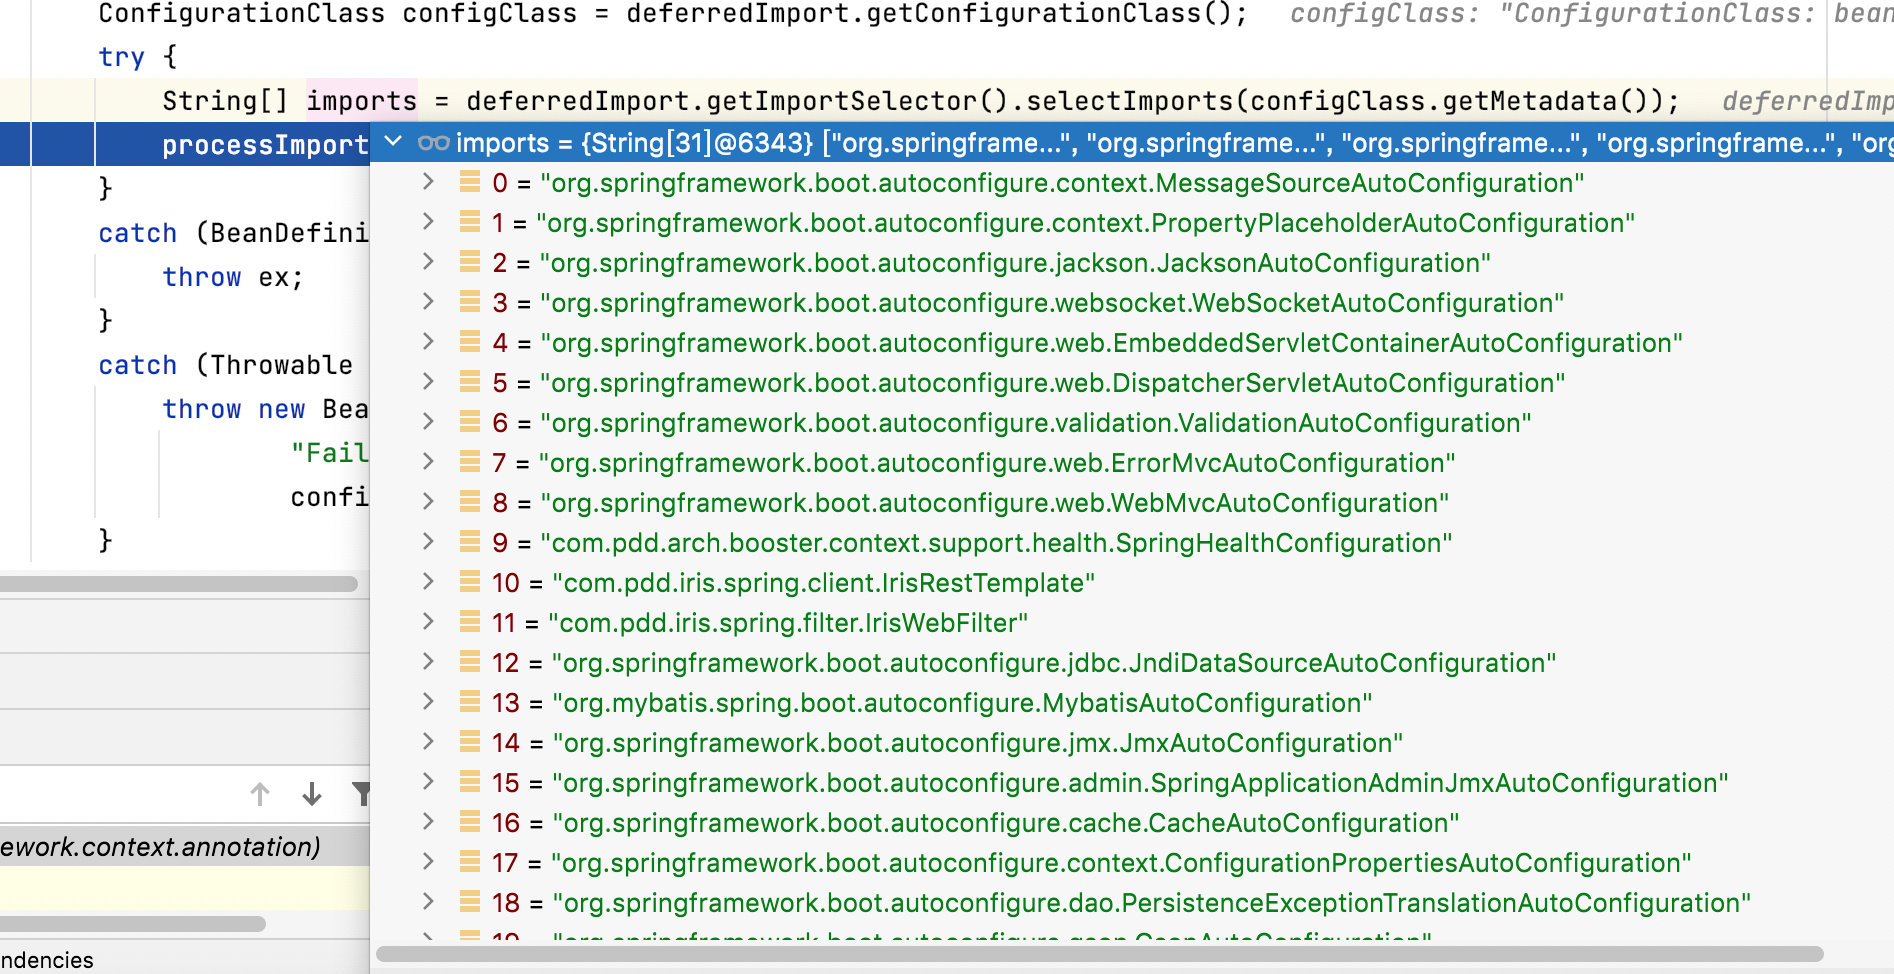 ConfigurationClass configClass = deferredImport.getConfigurationClass(); configClass: "ConfigurationClass: bean
try {
String[] imports = deferredImport.getImportSelector().selectImports(configClass.getMetadata()); deferredImp
processImport
imports = {String[31]@6343} ["org.springframe...", "org.springframe...", "org.springframe...", "org.springframe...", "org
0 = "org.springframework.boot.autoconfigure.context.MessageSourceAutoConfiguration"
}
1 = "org.springframework.boot.autoconfigure.context.PropertyPlaceholderAutoConfiguration"
catch (BeanDefini
2 = "org.springframework.boot.autoconfigure.jackson.JacksonAutoConfiguration"
throw ex;
3 = "org.springframework.boot.autoconfigure.websocket.WebSocketAutoConfiguration"
}
4 = "org.springframework.boot.autoconfigure.web.EmbeddedServletContainerAutoConfiguration"
catch (Throwable
5 = "org.springframework.boot.autoconfigure.web.DispatcherServletAutoConfiguration"
throw new Bea
6 = "org.springframework.boot.autoconfigure.validation.ValidationAutoConfiguration"
"Fail
7 = "org.springframework.boot.autoconfigure.web.ErrorMvcAutoConfiguration"
confi
8 = "org.springframework.boot.autoconfigure.web.WebMvcAutoConfiguration"
}
9 = "com.pdd.arch.booster.context.support.health.SpringHealthConfiguration"
10 = "com.pdd.iris.spring.client.IrisRestTemplate"
11 = "com.pdd.iris.spring.filter.IrisWebFilter"
12 = "org.springframework.boot.autoconfigure.jdbc.JndiDataSourceAutoConfiguration"
13 = "org.mybatis.spring.boot.autoconfigure.MybatisAutoConfiguration"
14 = "org.springframework.boot.autoconfigure.jmx.JmxAutoConfiguration"
15 = "org.springframework.boot.autoconfigure.admin.SpringApplicationAdminJmxAutoConfiguration"
16 = "org.springframework.boot.autoconfigure.cache.CacheAutoConfiguration"
ework.context.annotation)
17 = "org.springframework.boot.autoconfigure.context.ConfigurationPropertiesAutoConfiguration"
18 = "org.springframework.boot.autoconfigure.dao.PersistenceExceptionTranslationAutoConfiguration"
19 "org.springframework.boot.autoconfigure.gson.GsonAutoConfiguration"
ndencies